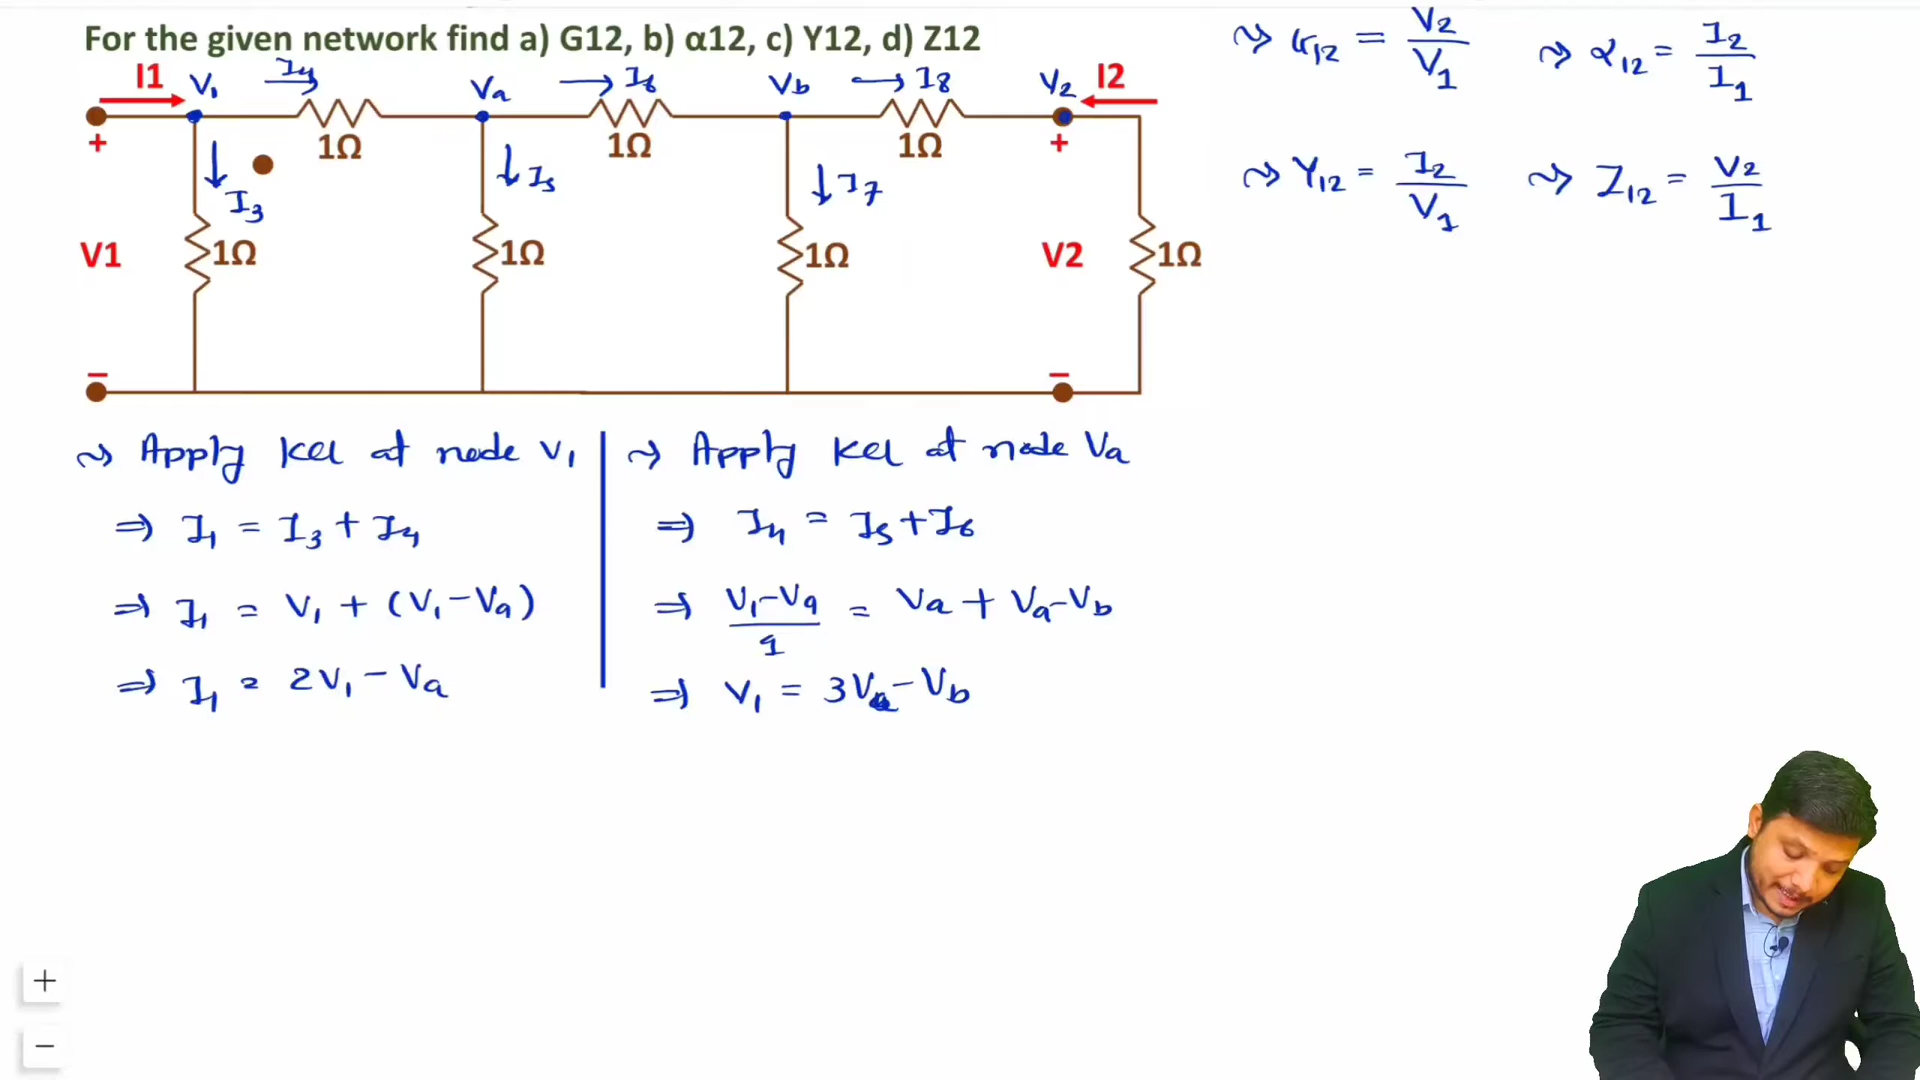 For the given network find a) G12, b) α12, c) Y12, d) Z12
I1 V1 I4 Va I6 Vb I8 V2 I2
+ 1Ω 1Ω 1Ω +
I3 I5 I7
V1 1Ω 1Ω 1Ω V2 1Ω
− −
G12 = V2/V1
α12 = I2/I1
Y12 = I2/V1
Z12 = V2/I1
Apply KCL at node V1
⇒ I1 = I3 + I4
⇒ I1 = V1 + (V1 - Va)
⇒ I1 = 2V1 - Va
Apply KCL at node Va
⇒ I4 = I5 + I6
⇒ V1-Va/1 = Va + Va-Vb
⇒ V1 = 3Va - Vb
+
−